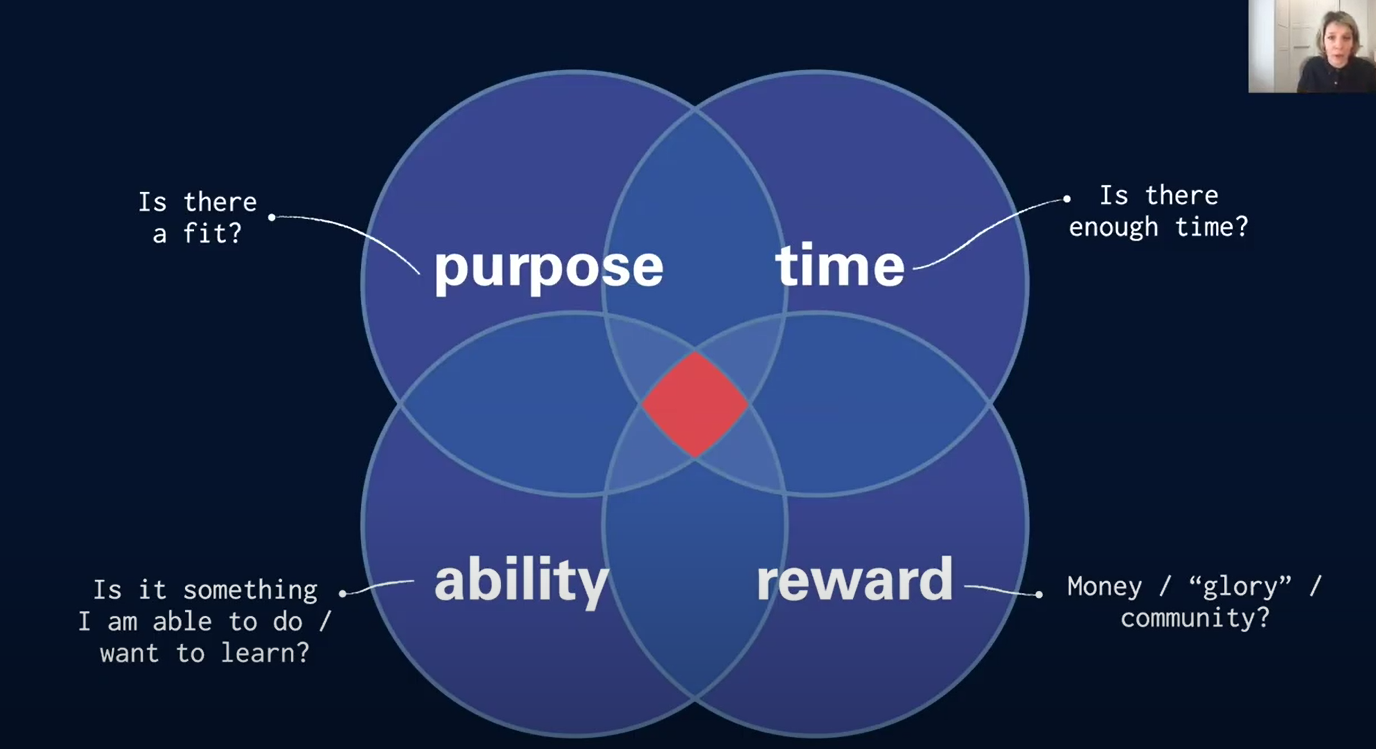 Is there
a fit?
purpose
time
Is there
enough time?
Is it something
I am able to do /
want to learn?
ability
reward
Money / “glory” /
community?